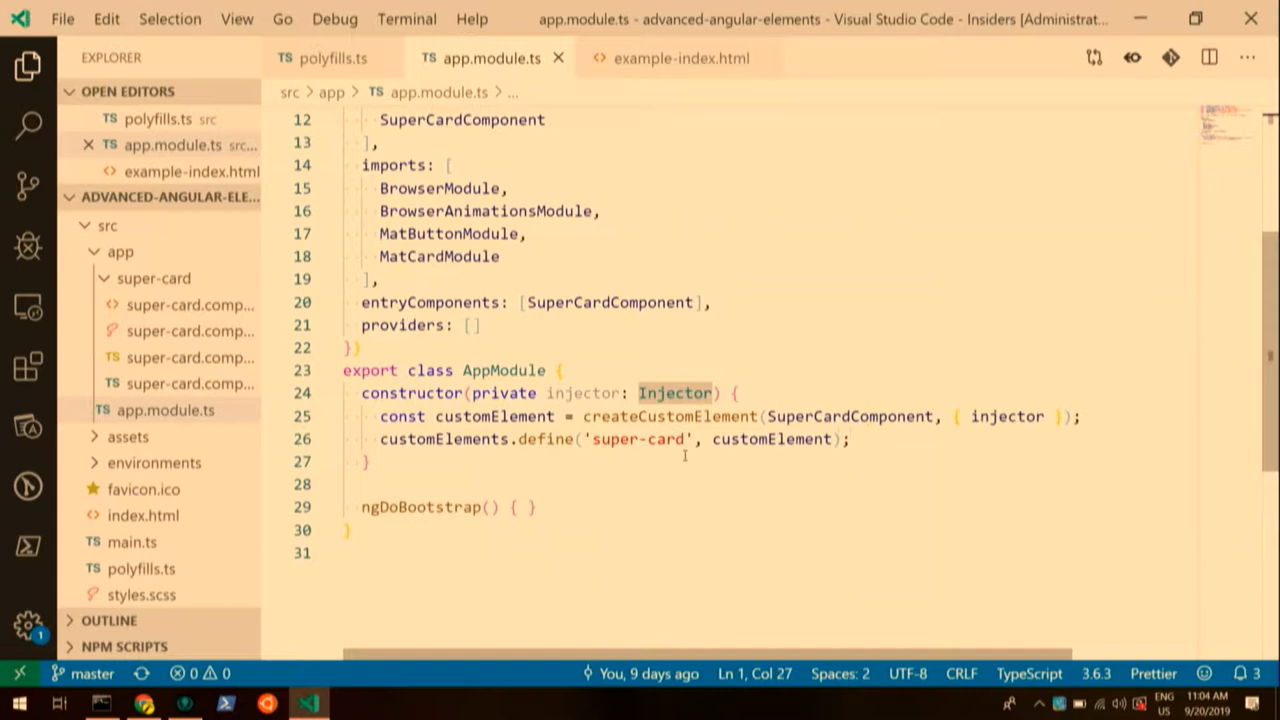 File Edit Selection View Go Debug Terminal Help app.module.ts - advanced-angular-elements - Visual Studio Code - Insiders [Administrat...
EXPLORER
OPEN EDITORS
TS polyfills.ts src
TS app.module.ts src...
<> example-index.html
ADVANCED-ANGULAR-ELE...
src
app
super-card
<> super-card.comp...
super-card.comp...
TS super-card.comp...
TS super-card.comp...
TS app.module.ts
assets
environments
favicon.ico
<> index.html
TS main.ts
TS polyfills.ts
styles.scss
OUTLINE
NPM SCRIPTS
1
TS polyfills.ts TS app.module.ts <> example-index.html
src > app > TS app.module.ts > ...
12 SuperCardComponent
13 ],
14 imports: [
15 BrowserModule,
16 BrowserAnimationsModule,
17 MatButtonModule,
18 MatCardModule
19 ],
20 entryComponents: [SuperCardComponent],
21 providers: []
22 })
23 export class AppModule {
24 constructor(private injector: Injector) {
25 const customElement = createCustomElement(SuperCardComponent, { injector });
26 customElements.define('super-card', customElement);
27 }
28
29 ngDoBootstrap() { }
30 }
31
master 0 0 You, 9 days ago Ln 1, Col 27 Spaces: 2 UTF-8 CRLF TypeScript 3.6.3 Prettier 3
ENG
US
11:04 AM
9/20/2019